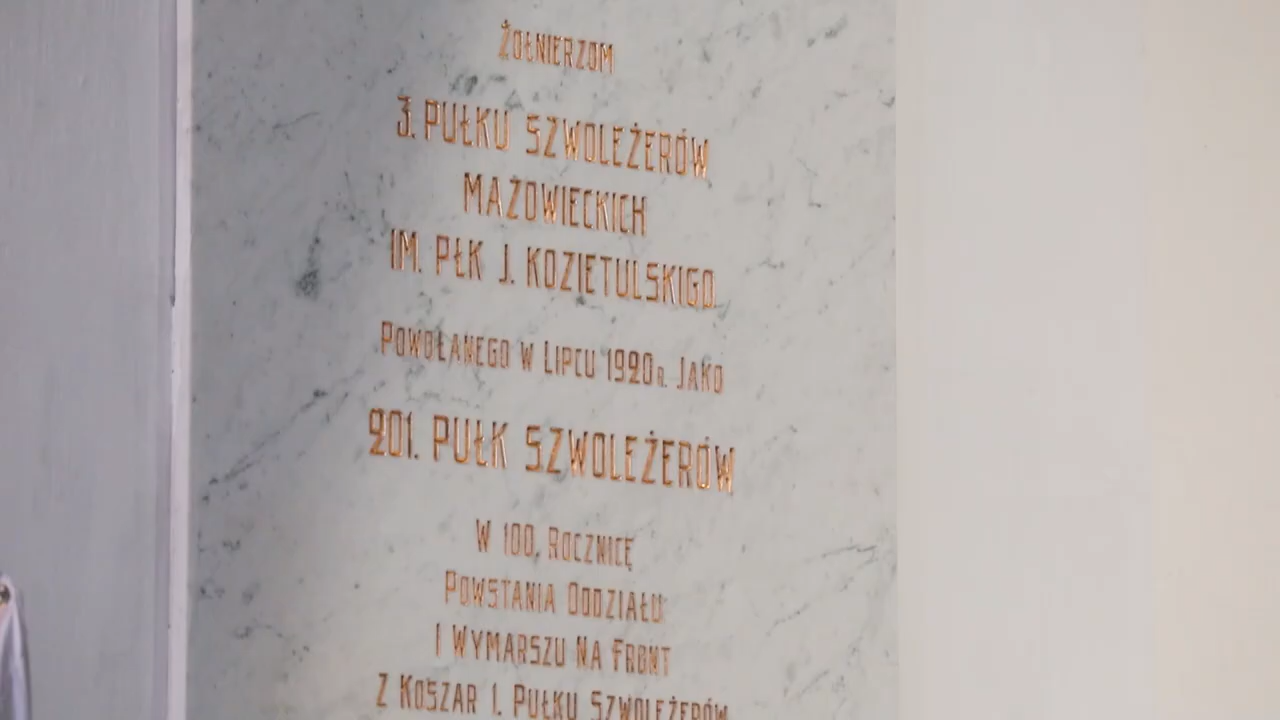 ŻOŁNIERZOM
3. PUŁKU SZWOLEŻERÓW
MAZOWIECKICH
IM. PŁK J. KOZIETULSKIGO
POWOŁANEGO W LIPCU 1920R. JAKO
201. PUŁK SZWOLEŻERÓW
W 100. ROCZNICĘ
POWSTANIA ODDZIAŁU
I WYMARSZU NA FRONT
Z KOSZAR 1. PUŁKU SZWOLEŻERÓW